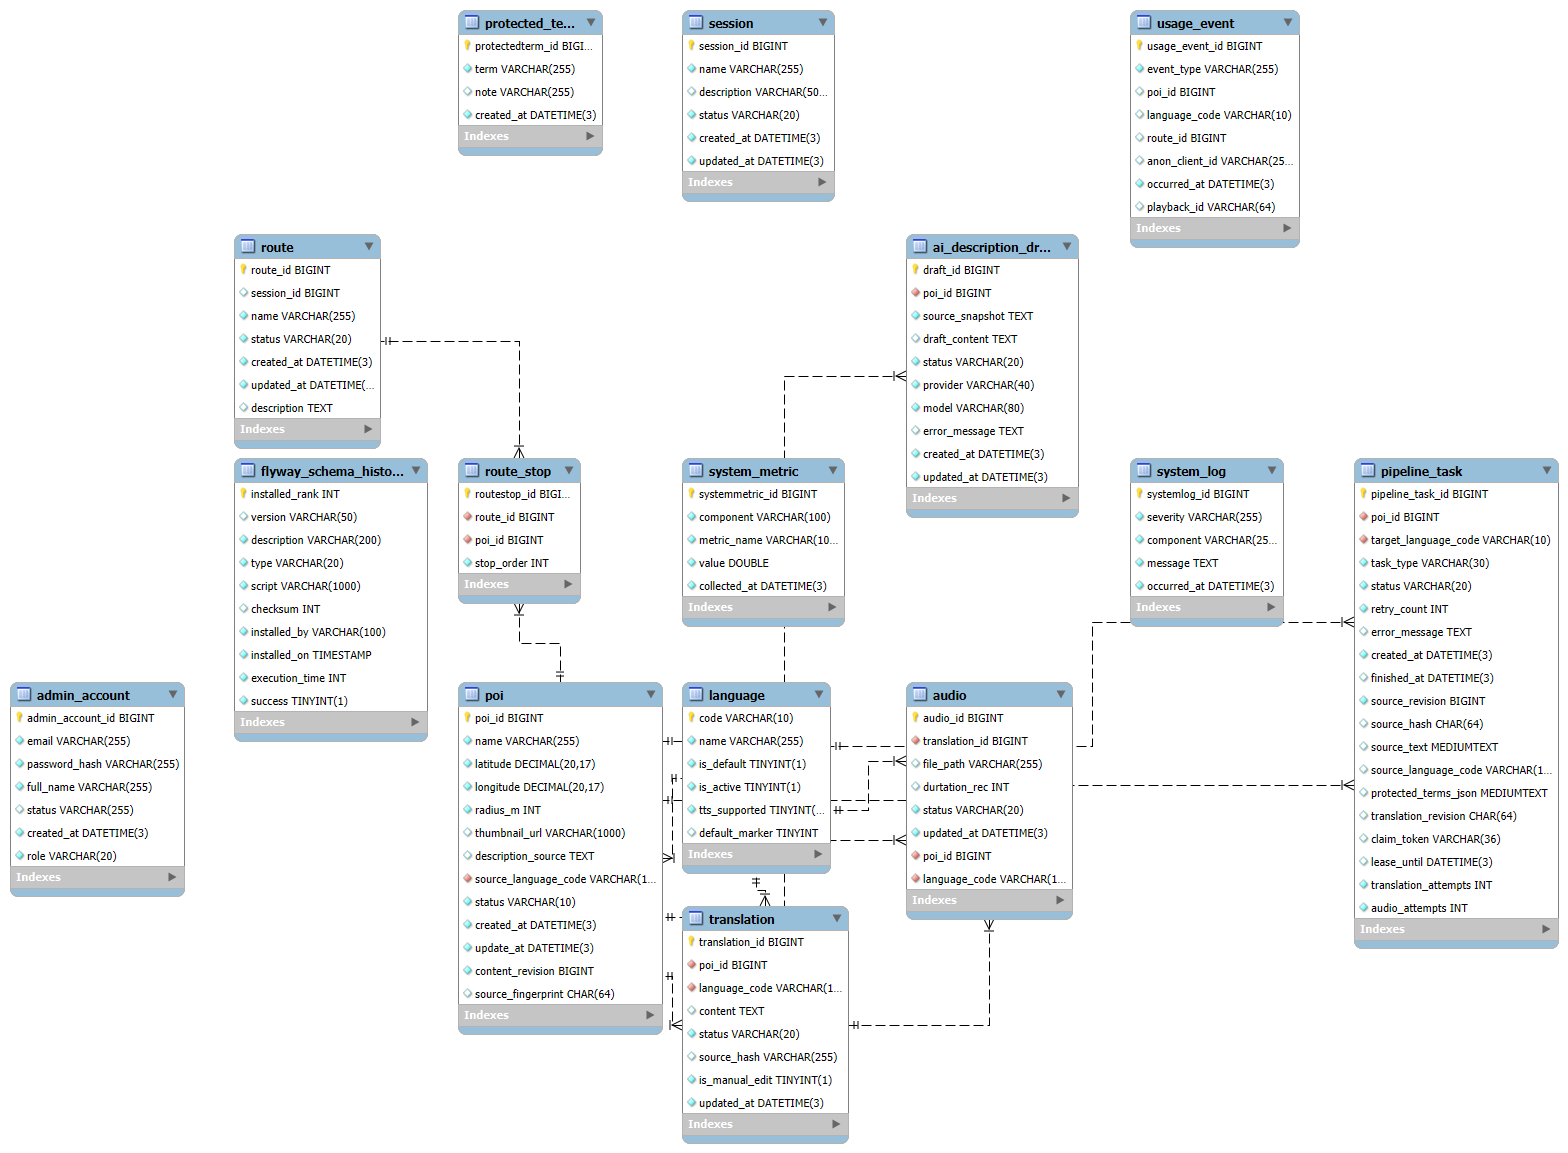 protected_te...
protectedterm_id BIGI...
term VARCHAR(255)
note VARCHAR(255)
created_at DATETIME(3)
Indexes
session
session_id BIGINT
name VARCHAR(255)
description VARCHAR(50...
status VARCHAR(20)
created_at DATETIME(3)
updated_at DATETIME(3)
Indexes
usage_event
usage_event_id BIGINT
event_type VARCHAR(255)
poi_id BIGINT
language_code VARCHAR(10)
route_id BIGINT
anon_client_id VARCHAR(25...
occurred_at DATETIME(3)
playback_id VARCHAR(64)
Indexes
route
route_id BIGINT
session_id BIGINT
name VARCHAR(255)
status VARCHAR(20)
created_at DATETIME(3)
updated_at DATETIME(...
description TEXT
Indexes
ai_description_dr...
draft_id BIGINT
poi_id BIGINT
source_snapshot TEXT
draft_content TEXT
status VARCHAR(20)
provider VARCHAR(40)
model VARCHAR(80)
error_message TEXT
created_at DATETIME(3)
updated_at DATETIME(3)
Indexes
flyway_schema_histo...
installed_rank INT
version VARCHAR(50)
description VARCHAR(200)
type VARCHAR(20)
script VARCHAR(1000)
checksum INT
installed_by VARCHAR(100)
installed_on TIMESTAMP
execution_time INT
success TINYINT(1)
Indexes
route_stop
routestop_id BIGI...
route_id BIGINT
poi_id BIGINT
stop_order INT
Indexes
system_metric
systemmetric_id BIGINT
component VARCHAR(100)
metric_name VARCHAR(10...
value DOUBLE
collected_at DATETIME(3)
Indexes
system_log
systemlog_id BIGINT
severity VARCHAR(255)
component VARCHAR(25...
message TEXT
occurred_at DATETIME(3)
Indexes
pipeline_task
pipeline_task_id BIGINT
poi_id BIGINT
target_language_code VARCHAR(10)
task_type VARCHAR(30)
status VARCHAR(20)
retry_count INT
error_message TEXT
created_at DATETIME(3)
finished_at DATETIME(3)
source_revision BIGINT
source_hash CHAR(64)
source_text MEDIUMTEXT
source_language_code VARCHAR(1...
protected_terms_json MEDIUMTEXT
translation_revision CHAR(64)
claim_token VARCHAR(36)
lease_until DATETIME(3)
translation_attempts INT
audio_attempts INT
Indexes
admin_account
admin_account_id BIGINT
email VARCHAR(255)
password_hash VARCHAR(255)
full_name VARCHAR(255)
status VARCHAR(255)
created_at DATETIME(3)
role VARCHAR(20)
Indexes
poi
poi_id BIGINT
name VARCHAR(255)
latitude DECIMAL(20,17)
longitude DECIMAL(20,17)
radius_m INT
thumbnail_url VARCHAR(1000)
description_source TEXT
source_language_code VARCHAR(1...
status VARCHAR(10)
created_at DATETIME(3)
update_at DATETIME(3)
content_revision BIGINT
source_fingerprint CHAR(64)
Indexes
language
code VARCHAR(10)
name VARCHAR(255)
is_default TINYINT(1)
is_active TINYINT(1)
tts_supported TINYINT(...
default_marker TINYINT
Indexes
audio
audio_id BIGINT
translation_id BIGINT
file_path VARCHAR(255)
durtation_rec INT
status VARCHAR(20)
updated_at DATETIME(3)
poi_id BIGINT
language_code VARCHAR(1...
Indexes
translation
translation_id BIGINT
poi_id BIGINT
language_code VARCHAR(1...
content TEXT
status VARCHAR(20)
source_hash VARCHAR(255)
is_manual_edit TINYINT(1)
updated_at DATETIME(3)
Indexes